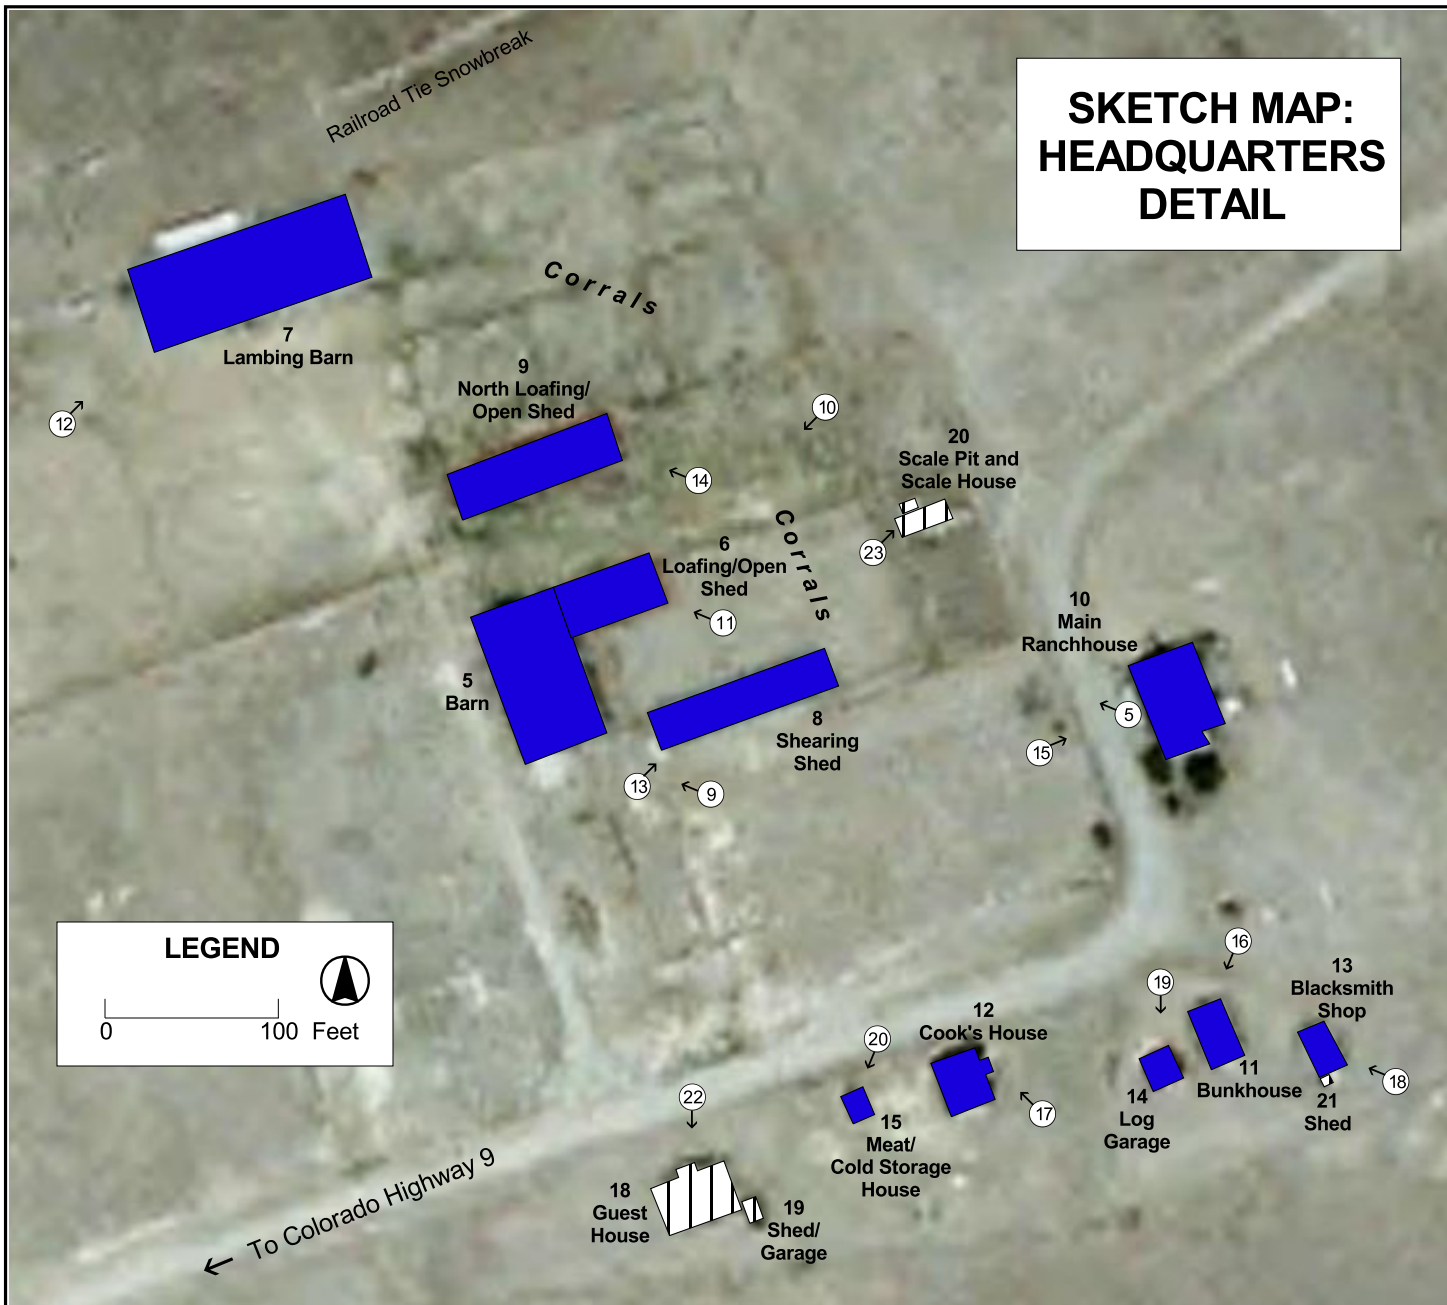 Railroad Tie Snowbreak
SKETCH MAP:
HEADQUARTERS
DETAIL
Corrals
7
Lambing Barn
9
North Loafing/
Open Shed
12
10
14
20
Scale Pit and
Scale House
23
Corrals
6
Loafing/Open
Shed
11
10
Main
Ranchhouse
5
Barn
5
15
8
Shearing
Shed
13
9
LEGEND
0 100 Feet
16
19
13
Blacksmith
Shop
12
Cook's House
20
18
11
Bunkhouse
14
Log
Garage
21
Shed
17
22
15
Meat/
Cold Storage
House
18
Guest
House
19
Shed/
Garage
← To Colorado Highway 9